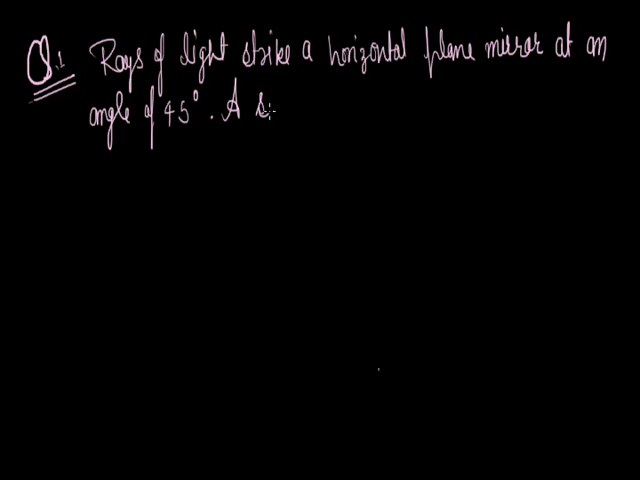 Q.1 Rays of light strike a horizontal plane mirror at an
angle of 45°. A s